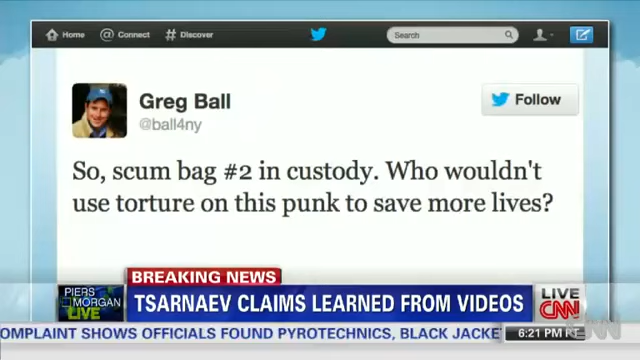 Home @ Connect # Discover Search
Greg Ball
@ball4ny
Follow
So, scum bag #2 in custody. Who wouldn't
use torture on this punk to save more lives?
BREAKING NEWS
PIERS
MORGAN
LIVE
TSARNAEV CLAIMS LEARNED FROM VIDEOS
LIVE
CNN
OMPLAINT SHOWS OFFICIALS FOUND PYROTECHNICS, BLACK JACKE
6:21 PM PT
CNN